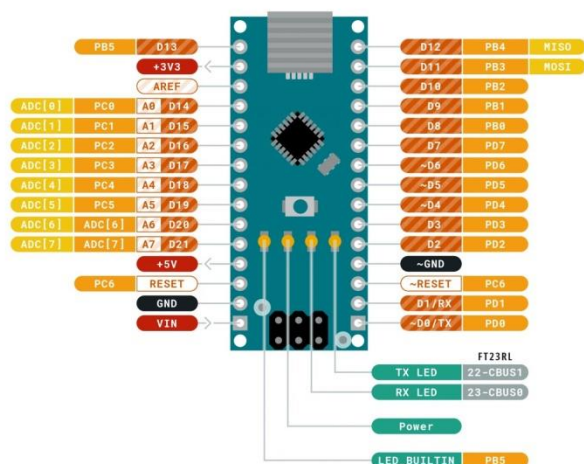 PB5 D13
+3V3
AREF
ADC[0] PC0 A0 D14
ADC[1] PC1 A1 D15
ADC[2] PC2 A2 D16
ADC[3] PC3 A3 D17
ADC[4] PC4 A4 D18
ADC[5] PC5 A5 D19
ADC[6] ADC[6] A6 D20
ADC[7] ADC[7] A7 D21
+5V
PC6 RESET
GND
VIN
D12 PB4 MISO
D11 PB3 MOSI
D10 PB2
D9 PB1
D8 PB0
D7 PD7
~D6 PD6
~D5 PD5
~D4 PD4
D3 PD3
D2 PD2
~GND
~RESET PC6
D1/RX PD1
~D0/TX PD0
FT23RL
TX LED 22-CBUS1
RX LED 23-CBUS0
Power
LED BUILTIN PB5